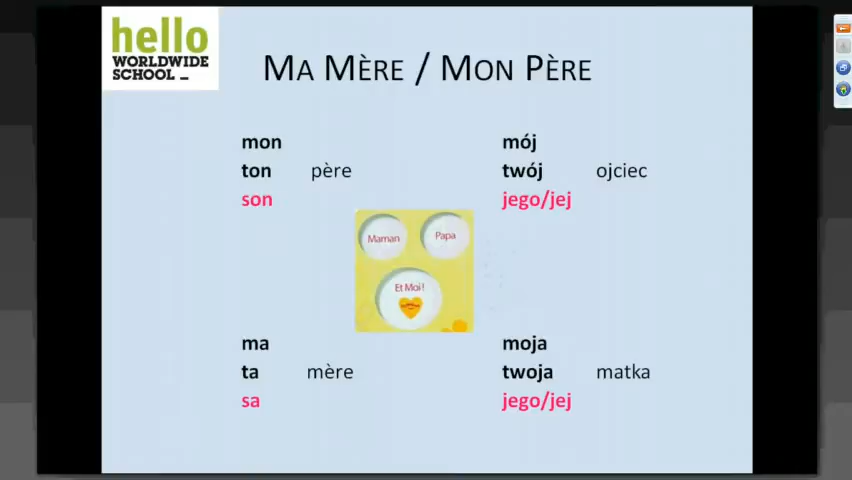 hello
WORLDWIDE
SCHOOL _
MA MÈRE / MON PÈRE
mon
ton père
son
mój
twój ojciec
jego/jej
Maman
Papa
Et Moi!
ma
ta mère
sa
moja
twoja matka
jego/jej